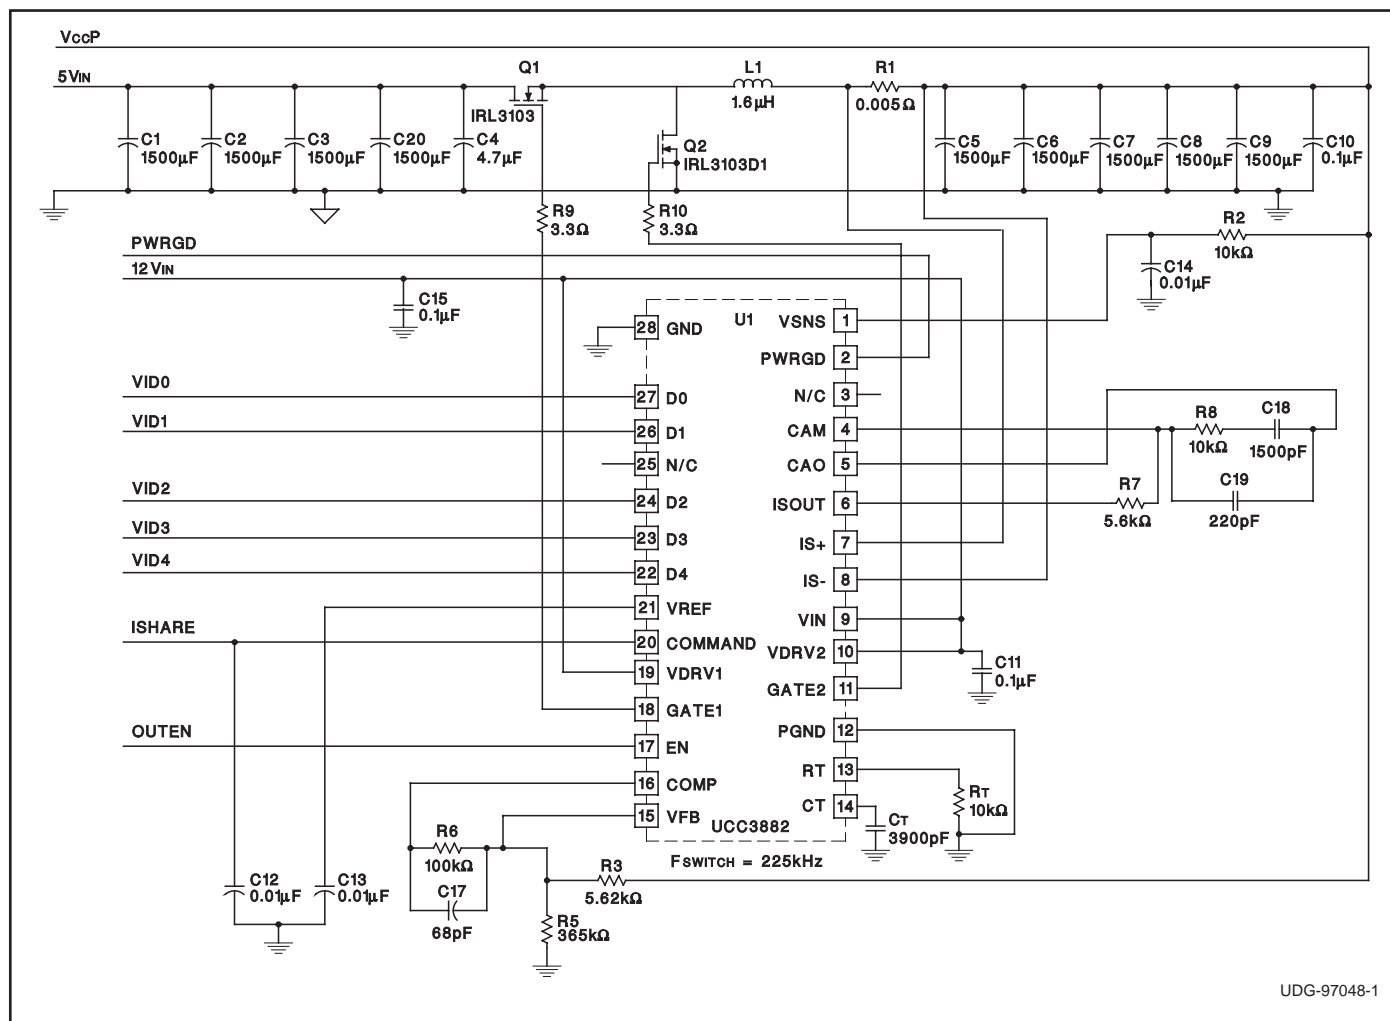 VCCP
5VIN
Q1
IRL3103
L1
1.6µH
R1
0.005Ω
C1
1500µF
C2
1500µF
C3
1500µF
C20
1500µF
C4
4.7µF
Q2
IRL3103D1
C5
1500µF
C6
1500µF
C7
1500µF
C8
1500µF
C9
1500µF
C10
0.1µF
R9
3.3Ω
R10
3.3Ω
R2
10kΩ
PWRGD
12VIN
C14
0.01µF
C15
0.1µF
U1
28 GND
VSNS 1
PWRGD 2
VID0
27 D0
N/C 3
VID1
26 D1
CAM 4
R8
10kΩ
C18
1500pF
25 N/C
CAO 5
C19
220pF
VID2
24 D2
ISOUT 6
R7
5.6kΩ
VID3
23 D3
IS+ 7
VID4
22 D4
IS- 8
21 VREF
VIN 9
ISHARE
20 COMMAND
VDRV2 10
C11
0.1µF
19 VDRV1
GATE2 11
18 GATE1
PGND 12
OUTEN
17 EN
RT 13
RT
10kΩ
16 COMP
CT 14
CT
3900pF
15 VFB
UCC3882
FSWITCH = 225kHz
R6
100kΩ
C17
68pF
R3
5.62kΩ
C12
0.01µF
C13
0.01µF
R5
365kΩ
UDG-97048-1